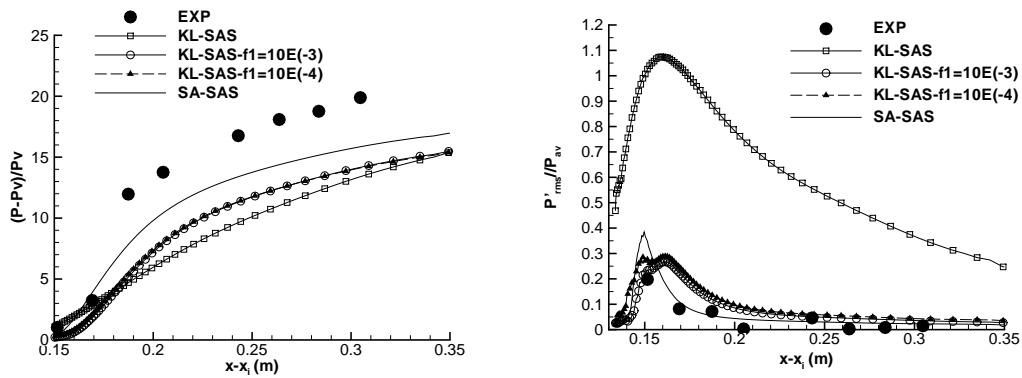 EXP
KL-SAS
KL-SAS-f1=10E(-3)
KL-SAS-f1=10E(-4)
SA-SAS
(P-Pv)/Pv
25
20
15
10
5
0
0.15 0.2 0.25 0.3 0.35
x-xi (m)
EXP
KL-SAS
KL-SAS-f1=10E(-3)
KL-SAS-f1=10E(-4)
SA-SAS
P'rms//Pav
1.2
1.1
1
0.9
0.8
0.7
0.6
0.5
0.4
0.3
0.2
0.1
0
0.15 0.2 0.25 0.3 0.35
x-xi (m)